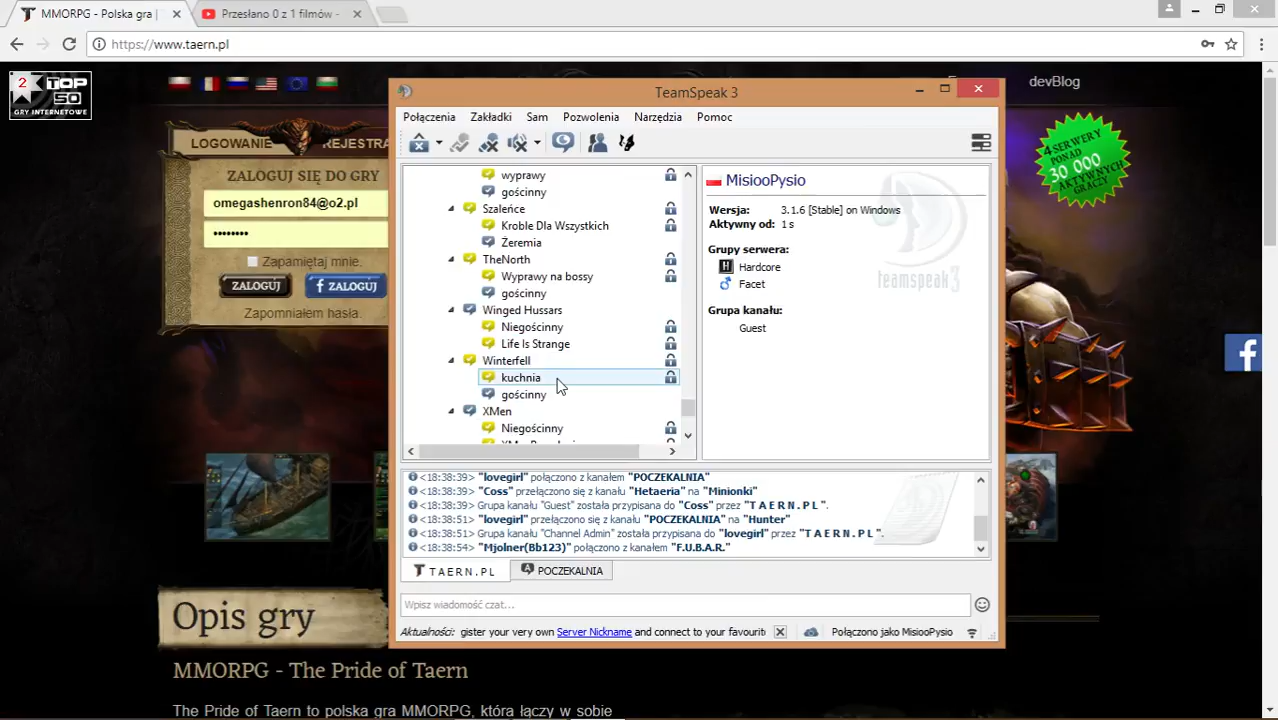 MMORPG - Polska gra |
Przesłano 0 z 1 filmów -
https://www.taern.pl
2 TOP 50
GRY INTERNETOWE
devBlog
LOGOWANIE
REJESTRA
ZALOGUJ SIĘ DO GRY
omegashenron84@o2.pl
••••••••
Zapamiętaj mnie.
ZALOGUJ
f ZALOGUJ
Zapomniałem hasła.
4 SERWERY
PONAD
30 000
AKTYWNYCH
GRACZY
TeamSpeak 3
Połączenia Zakładki Sam Pozwolenia Narzędzia Pomoc
wyprawy
gościnny
Szaleńce
Kroble Dla Wszystkich
Żeremia
TheNorth
Wyprawy na bossy
gościnny
Winged Hussars
Niegościnny
Life Is Strange
Winterfell
kuchnia
gościnny
XMen
Niegościnny
MisiooPysio
Wersja: 3.1.6 [Stable] on Windows
Aktywny od: 1 s
Grupy serwera:
Hardcore
Facet
Grupa kanału:
Guest
teamspeak3
<18:38:39> "lovegirl" połączono z kanałem "POCZEKALNIA"
<18:38:39> "Coss" przełączono się z kanału "Hetaeria" na "Minionki"
<18:38:39> Grupa kanału "Guest" została przypisana do "Coss" przez "T A E R N . P L".
<18:38:51> "lovegirl" przełączono się z kanału "POCZEKALNIA" na "Hunter"
<18:38:51> Grupa kanału "Channel Admin" została przypisana do "lovegirl" przez "T A E R N . P L".
<18:38:54> "Mjolner(Bb123)" połączono z kanałem "F.U.B.A.R."
T A E R N . P L
POCZEKALNIA
Wpisz wiadomość czat...
Aktualności: gister your very own Server Nickname and connect to your favourit
Połączono jako MisiooPysio
f
Opis gry
MMORPG - The Pride of Taern
The Pride of Taern to polska gra MMORPG, która łączy w sobie